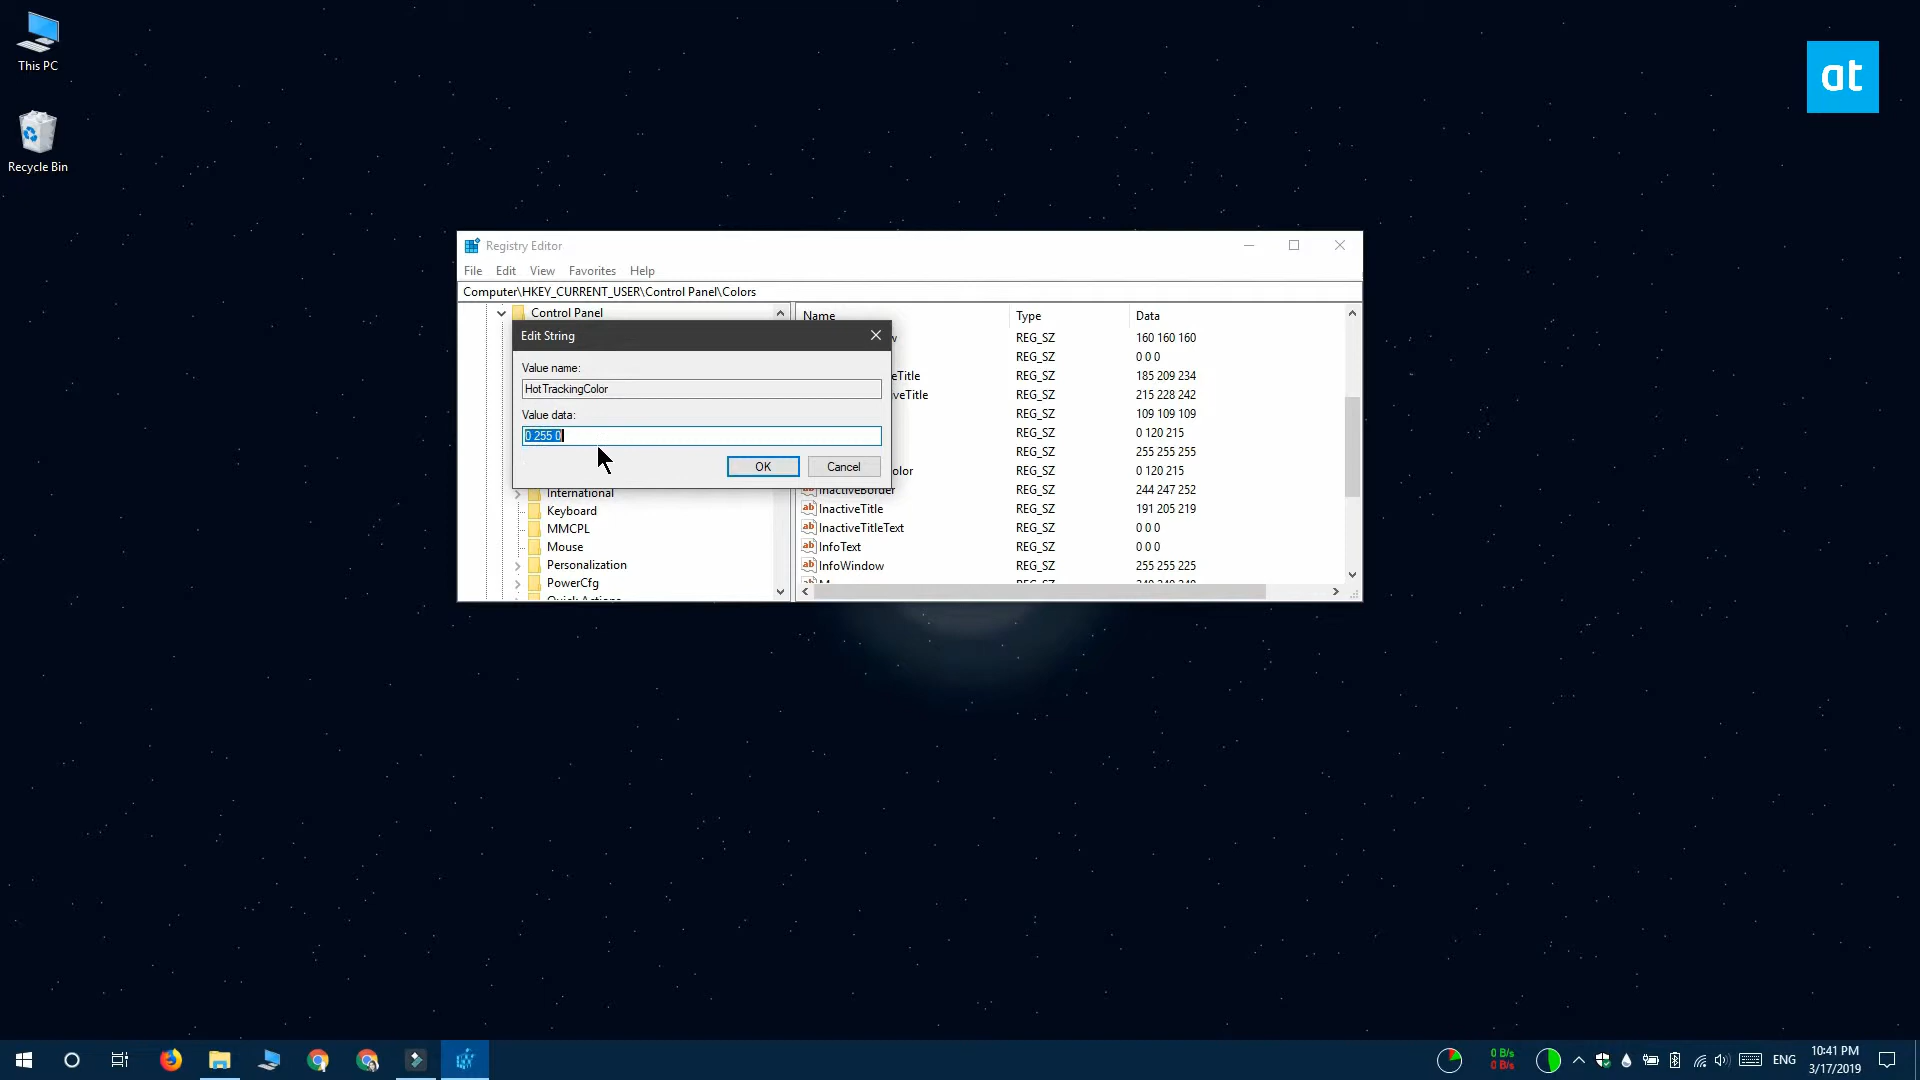 This PC
Recycle Bin
at
Registry Editor
File Edit View Favorites Help
Computer\HKEY_CURRENT_USER\Control Panel\Colors
Control Panel
Name Type Data
Edit String
Value name:
HotTrackingColor
Value data:
0 255 0
OK Cancel
REG_SZ 160 160 160
REG_SZ 0 0 0
eTitle REG_SZ 185 209 234
veTitle REG_SZ 215 228 242
REG_SZ 109 109 109
REG_SZ 0 120 215
REG_SZ 255 255 255
olor REG_SZ 0 120 215
InactiveBorder REG_SZ 244 247 252
InactiveTitle REG_SZ 191 205 219
InactiveTitleText REG_SZ 0 0 0
InfoText REG_SZ 0 0 0
InfoWindow REG_SZ 255 255 225
International
Keyboard
MMCPL
Mouse
Personalization
PowerCfg
Quick Actions
0 B/s
0 B/s
ENG
10:41 PM
3/17/2019